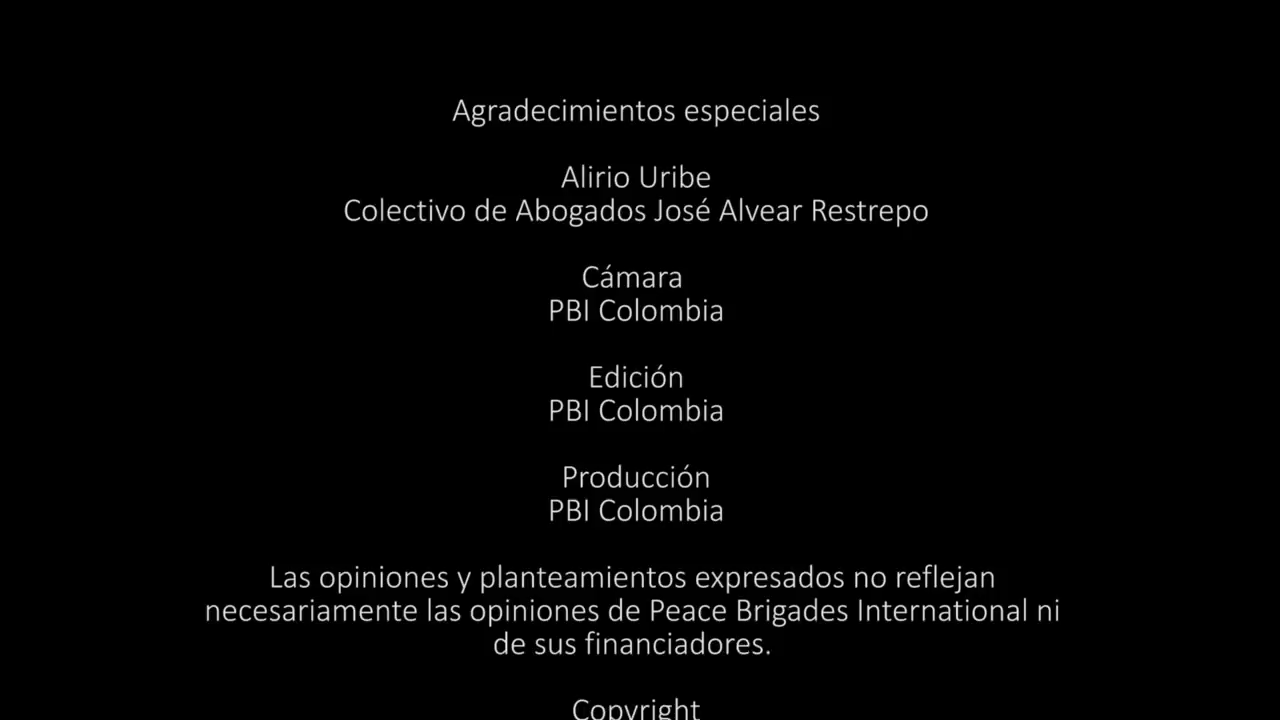 Agradecimientos especiales
Alirio Uribe
Colectivo de Abogados José Alvear Restrepo
Cámara
PBI Colombia
Edición
PBI Colombia
Producción
PBI Colombia
Las opiniones y planteamientos expresados no reflejan
necesariamente las opiniones de Peace Brigades International ni
de sus financiadores.
Copyright